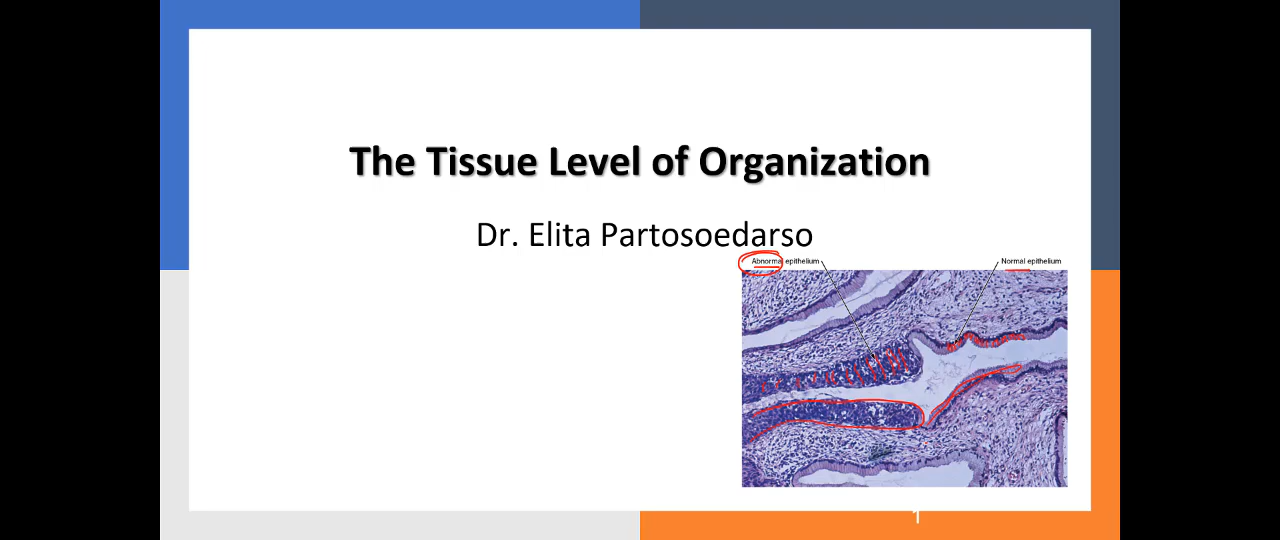 The Tissue Level of Organization
Dr. Elita Partosoedarso
Abnormal epithelium
Normal epithelium
1